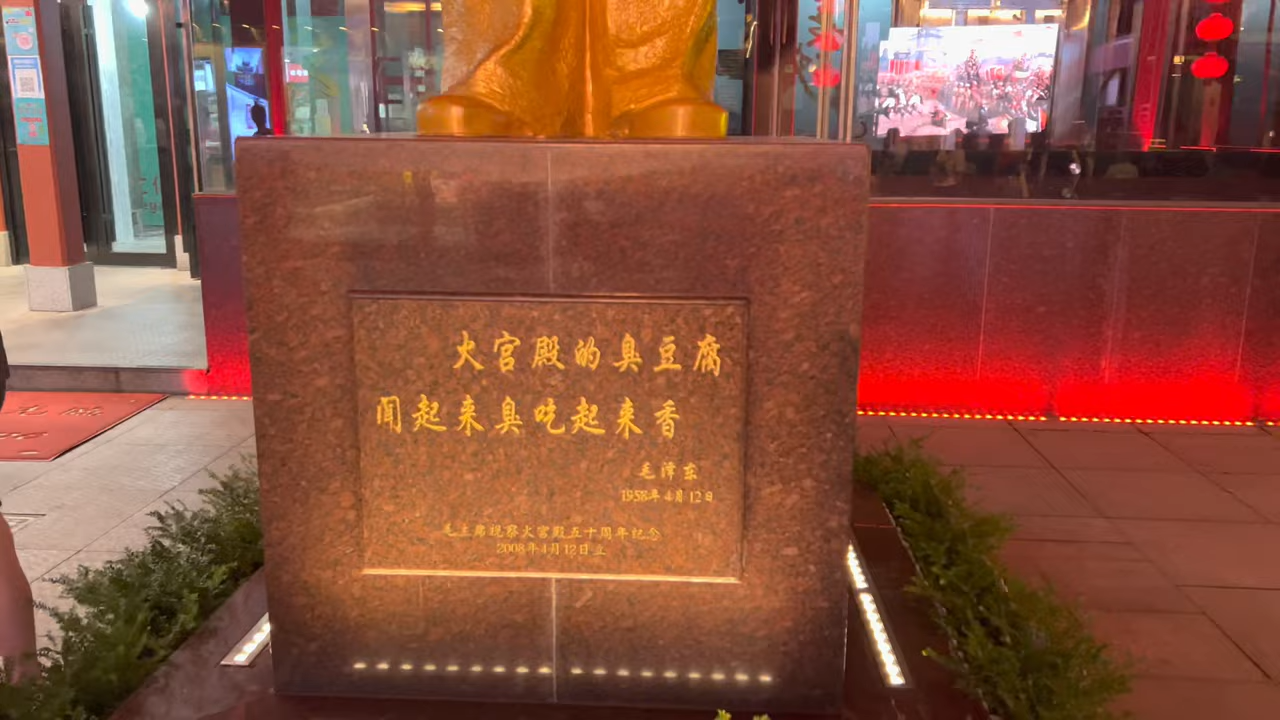 火宫殿的臭豆腐
闻起来臭吃起来香
毛泽东
1958年4月12日
毛主席视察火宫殿五十周年纪念
2008年4月12日立